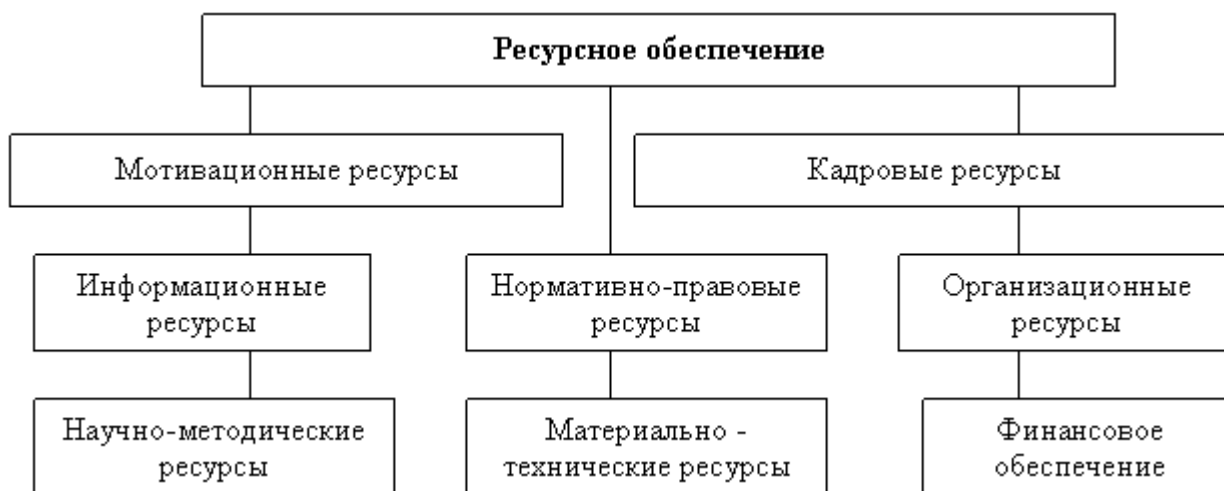 Ресурсное обеспечение
Мотивационные ресурсы
Кадровые ресурсы
Информационные
ресурсы
Нормативно-правовые
ресурсы
Организационные
ресурсы
Научно-методические
ресурсы
Материально -
технические ресурсы
Финансовое
обеспечение